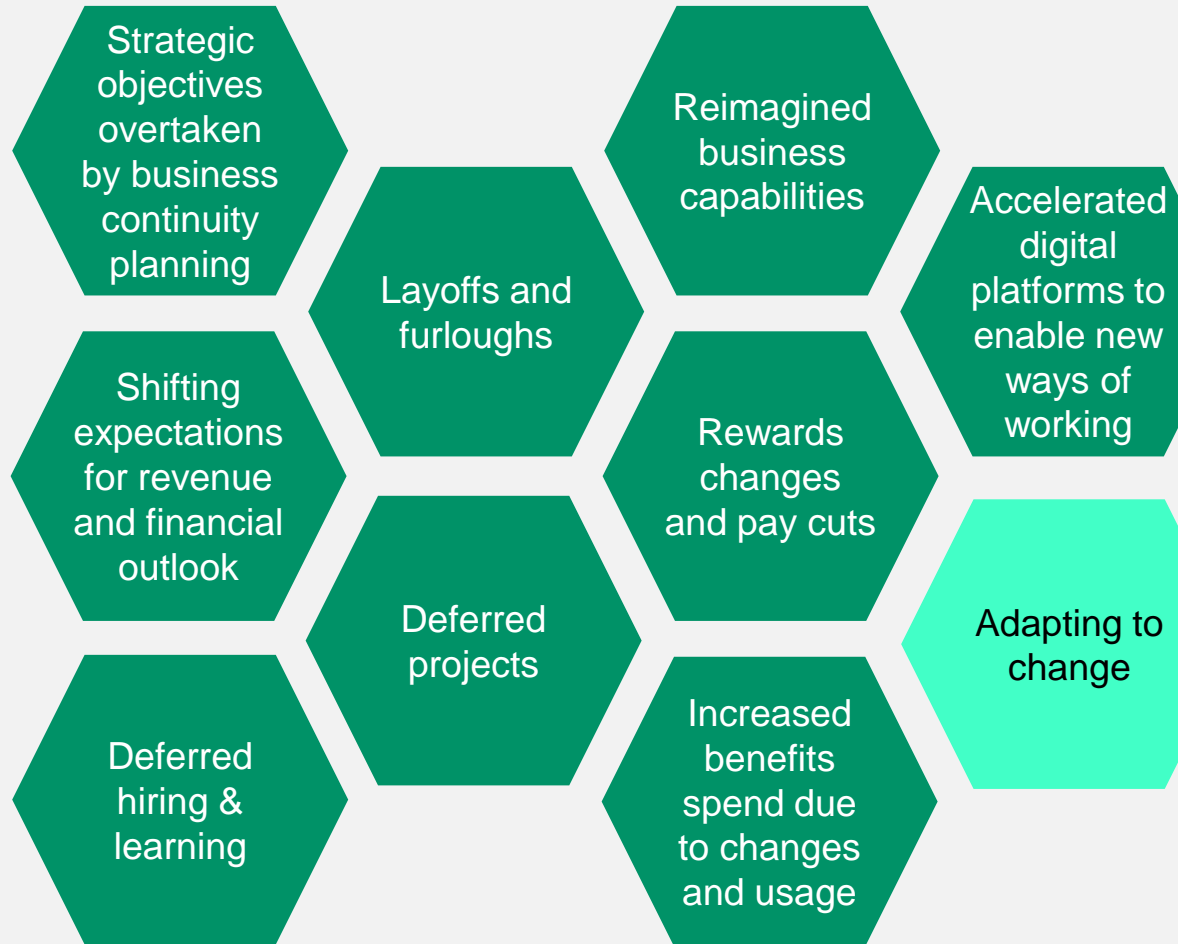 Strategic
objectives
overtaken
by business
continuity
planning
Shifting
expectations
for revenue
and financial
outlook
Deferred
hiring &
learning
Layoffs and
furloughs
Deferred
projects
Reimagined
business
capabilities
Rewards
changes
and pay cuts
Increased
benefits
spend due
to changes
and usage
Accelerated
digital
platforms to
enable new
ways of
working
Adapting to
change